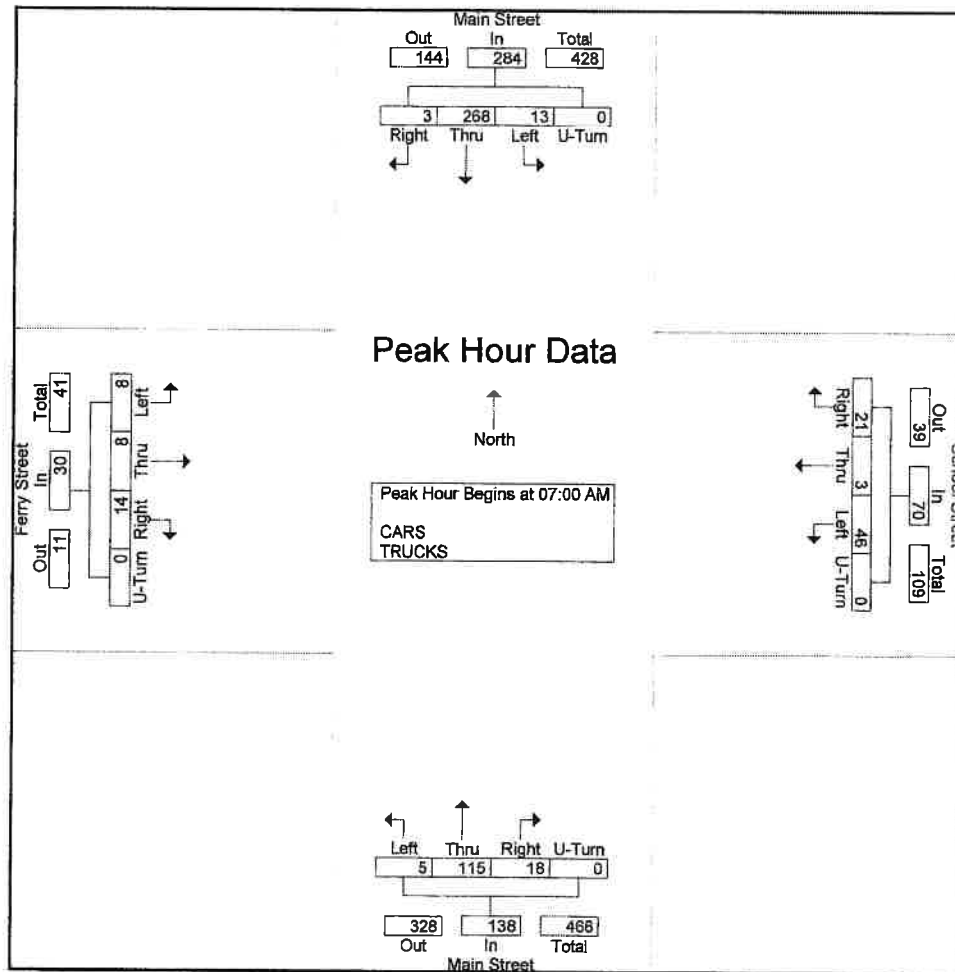 Main Street
Out In Total
144 284 428
3 268 13 0
Right Thru Left U-Turn
Peak Hour Data
North
Peak Hour Begins at 07:00 AM
CARS
TRUCKS
Ferry Street
Total In Out
41 30 11
8 8 14 0
Left Thru Right U-Turn
Out In Total
39 70 109
21 3 46 0
Right Thru Left U-Turn
Street
Left Thru Right U-Turn
5 115 18 0
328 138 466
Out In Total
Main Street